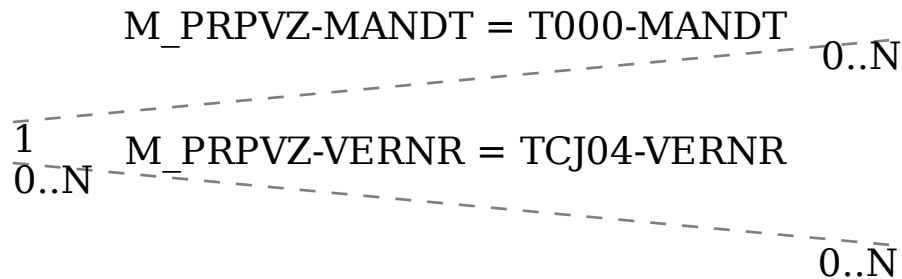 M_PRPVZ-MANDT = T000-MANDT
0..N
1
M_PRPVZ-VERNR = TCJ04-VERNR
0..N
0..N